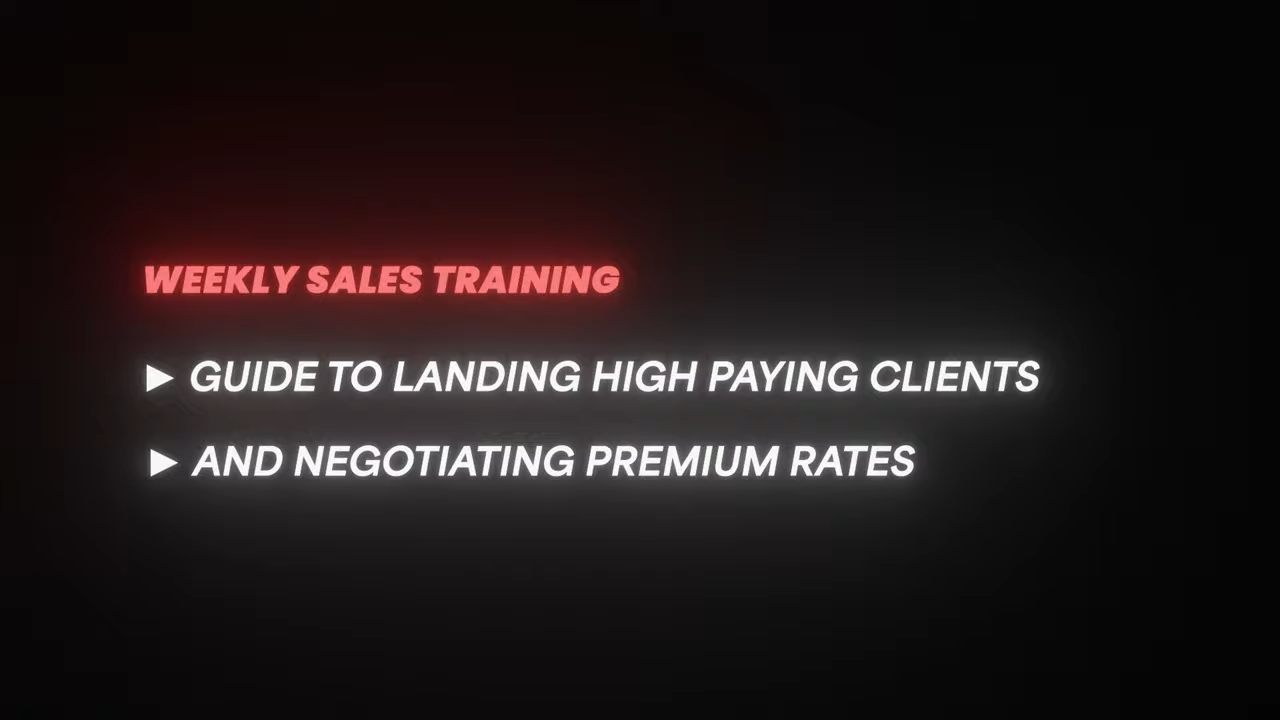 WEEKLY SALES TRAINING
► GUIDE TO LANDING HIGH PAYING CLIENTS
► AND NEGOTIATING PREMIUM RATES